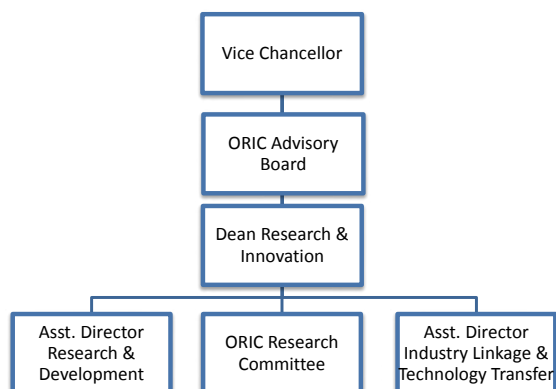 Vice Chancellor
ORIC Advisory
Board
Dean Research &
Innovation
Asst. Director
Research &
Development
ORIC Research
Committee
Asst. Director
Industry Linkage &
Technology Transfer